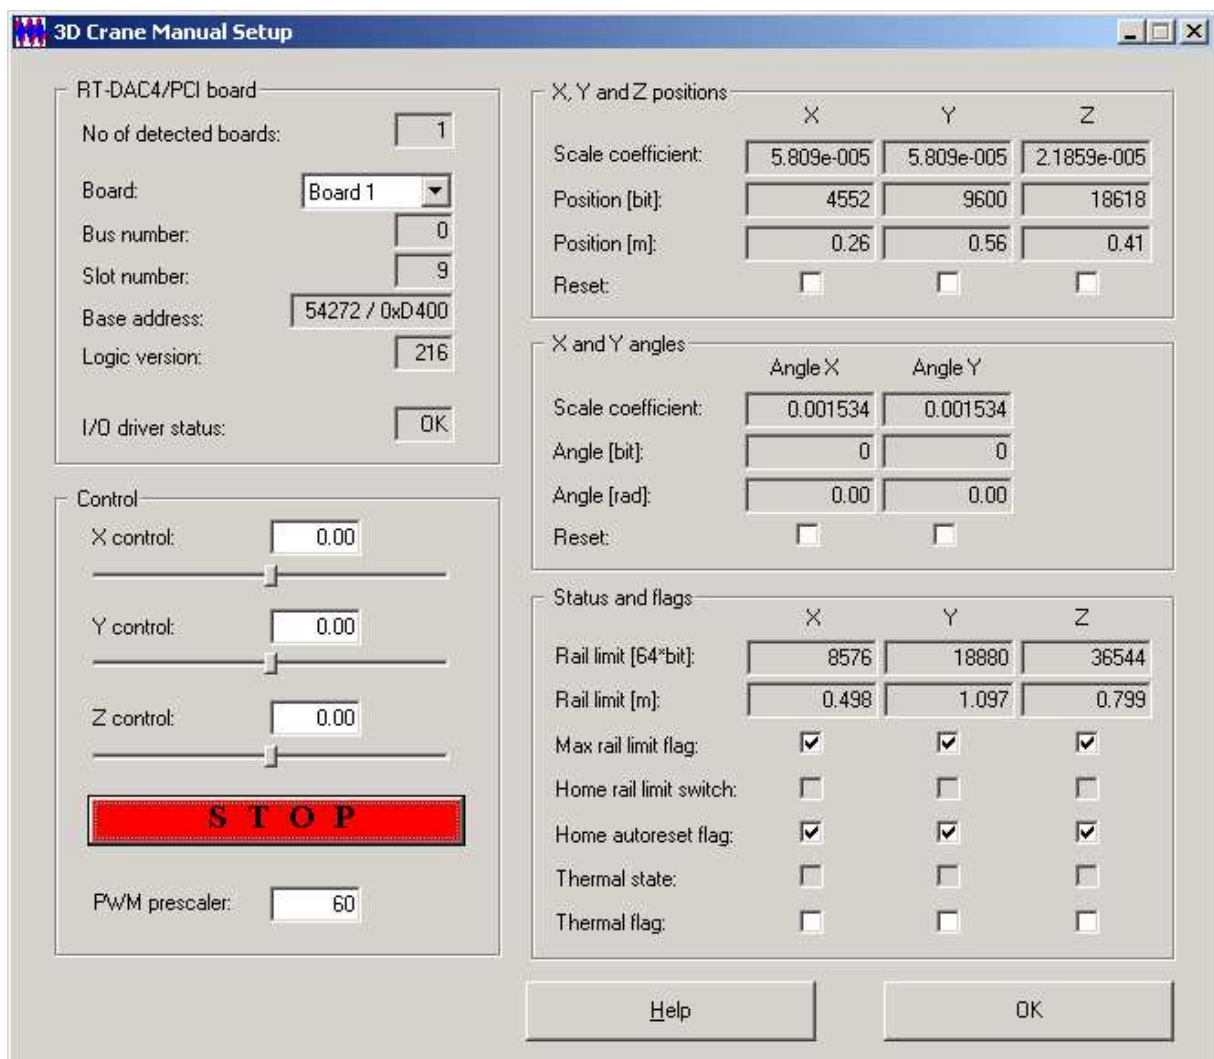 3D Crane Manual Setup
RT-DAC4/PCI board
No of detected boards: 1
Board: Board 1
Bus number: 0
Slot number: 9
Base address: 54272 / 0xD400
Logic version: 216
I/O driver status: OK
Control
X control: 0.00
Y control: 0.00
Z control: 0.00
STOP
PWM prescaler: 60
X, Y and Z positions
X Y Z
Scale coefficient: 5.809e-005 5.809e-005 2.1859e-005
Position [bit]: 4552 9600 18618
Position [m]: 0.26 0.56 0.41
Reset:
X and Y angles
Angle X Angle Y
Scale coefficient: 0.001534 0.001534
Angle [bit]: 0 0
Angle [rad]: 0.00 0.00
Reset:
Status and flags
X Y Z
Rail limit [64*bit]: 8576 18880 36544
Rail limit [m]: 0.498 1.097 0.799
Max rail limit flag:
Home rail limit switch:
Home autoreset flag:
Thermal state:
Thermal flag:
Help OK